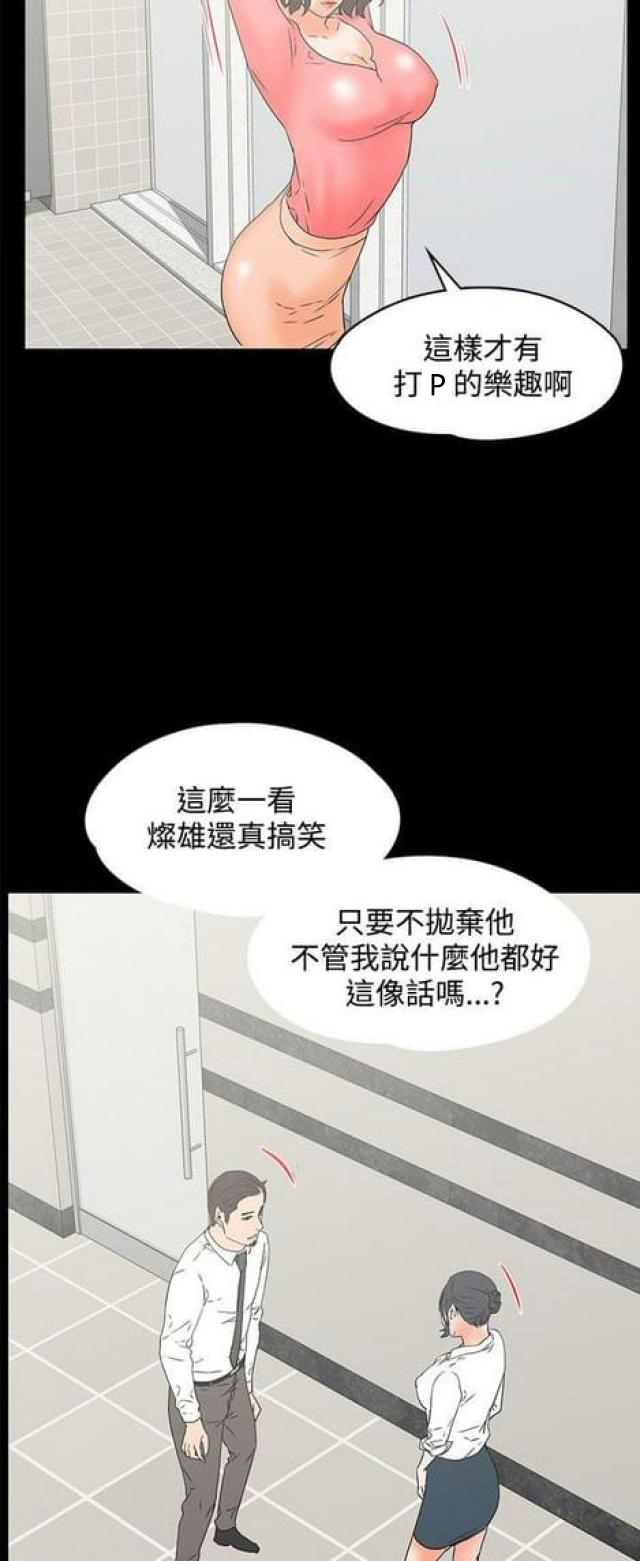 這樣才有
打P的樂趣啊
這麼一看
燦雄還真搞笑
只要不拋棄他
不管我說什麼他都好
這像話嗎...?